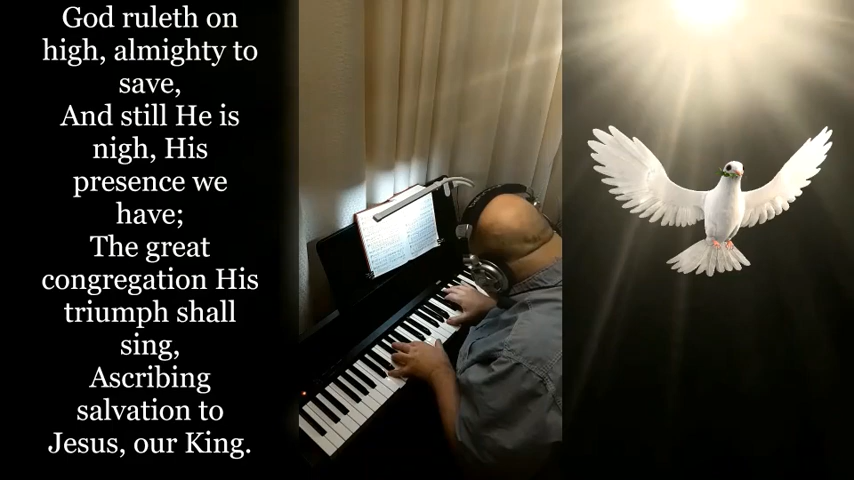 God ruleth on
high, almighty to
save,
And still He is
nigh, His
presence we
have;
The great
congregation His
triumph shall
sing,
Ascribing
salvation to
Jesus, our King.